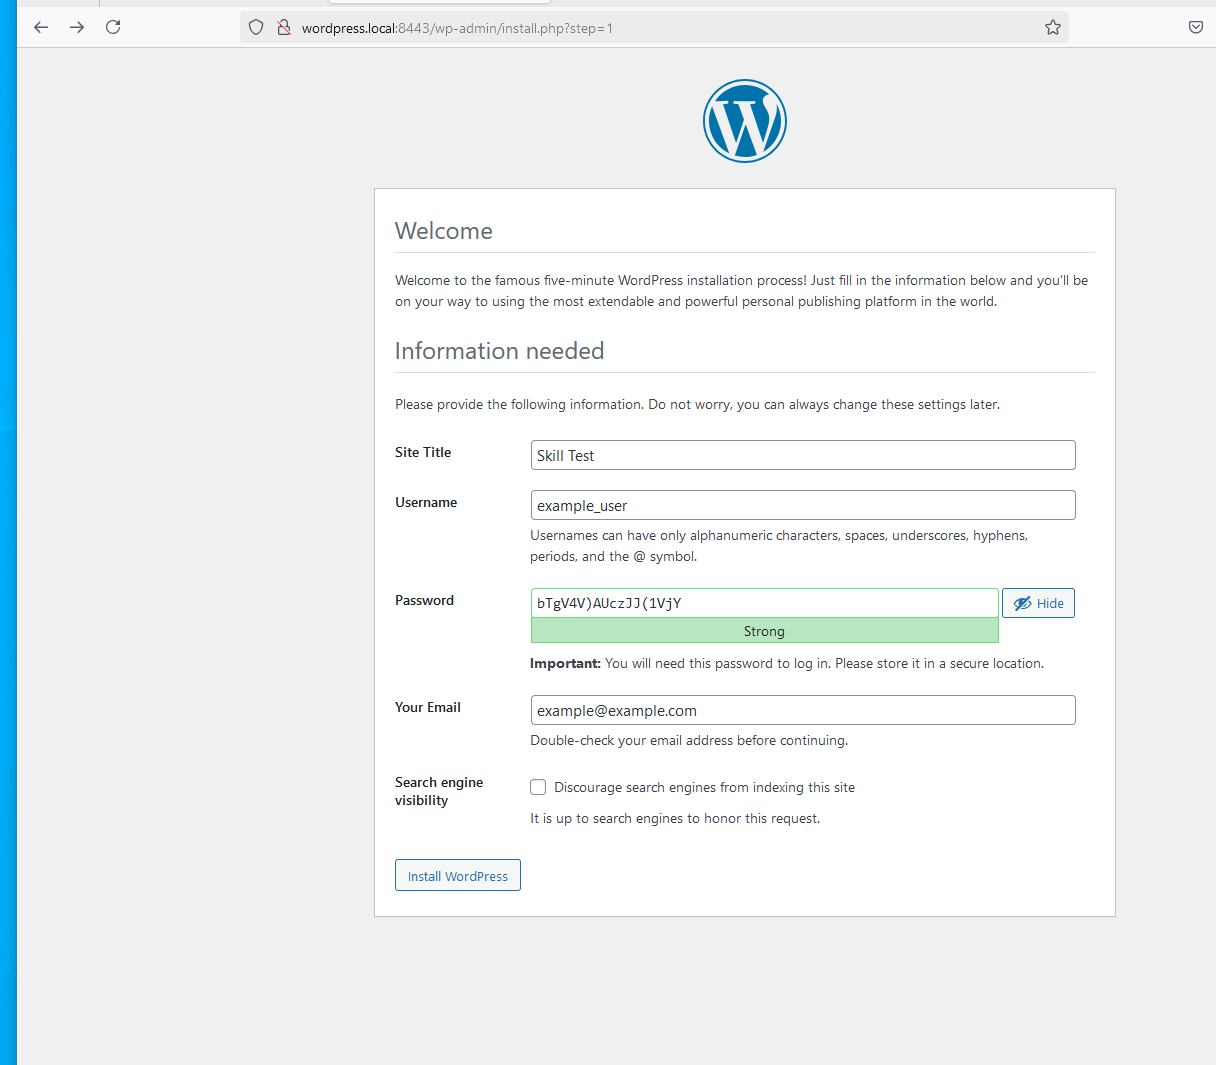 wordpress.local:8443/wp-admin/install.php?step=1
W
Welcome
Welcome to the famous five-minute WordPress installation process! Just fill in the information below and you'll be
on your way to using the most extendable and powerful personal publishing platform in the world.
Information needed
Please provide the following information. Do not worry, you can always change these settings later.
Site Title
Skill Test
Username
example_user
Usernames can have only alphanumeric characters, spaces, underscores, hyphens,
periods, and the @ symbol.
Password
bTgV4V)AUczJJ(1VjY
Hide
Strong
Important: You will need this password to log in. Please store it in a secure location.
Your Email
example@example.com
Double-check your email address before continuing.
Search engine
visibility
Discourage search engines from indexing this site
It is up to search engines to honor this request.
Install WordPress